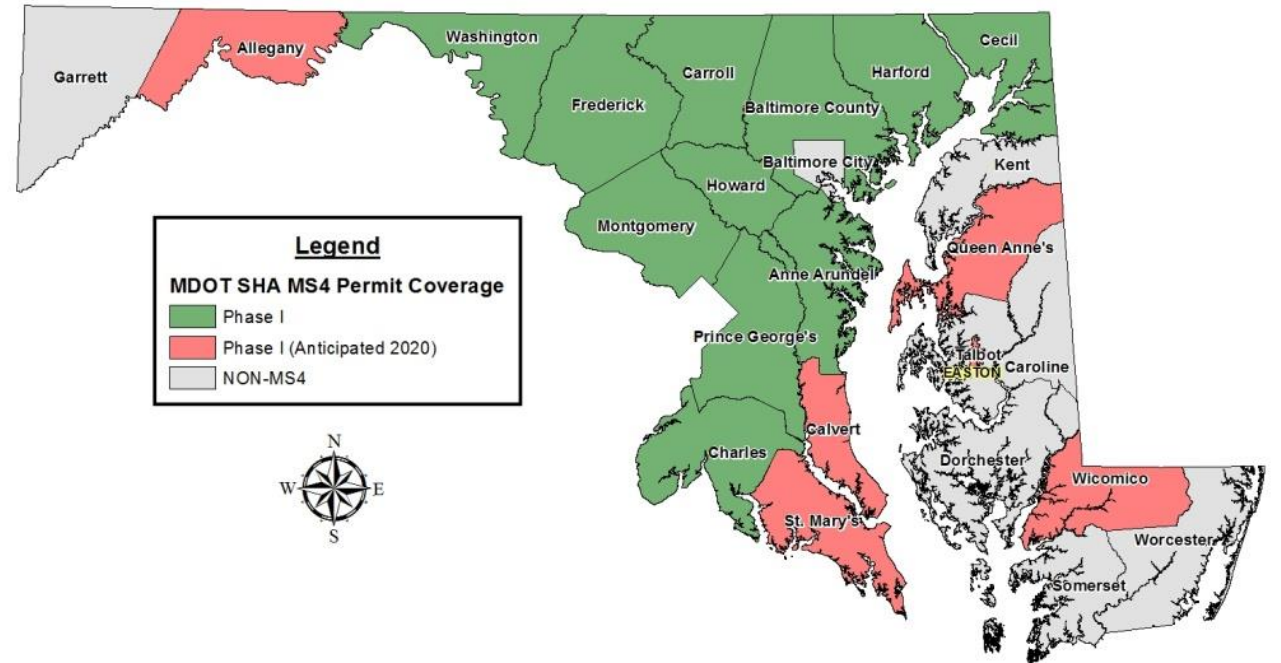 Garrett
Allegany
Washington
Frederick
Carroll
Baltimore County
Harford
Cecil
Baltimore City
Howard
Montgomery
Kent
Queen Anne's
Anne Arundel
Prince George's
Talbot
EASTON
Caroline
Calvert
Charles
St. Mary's
Dorchester
Wicomico
Worcester
Somerset
Legend
MDOT SHA MS4 Permit Coverage
Phase I
Phase I (Anticipated 2020)
NON-MS4
N
W
E
S